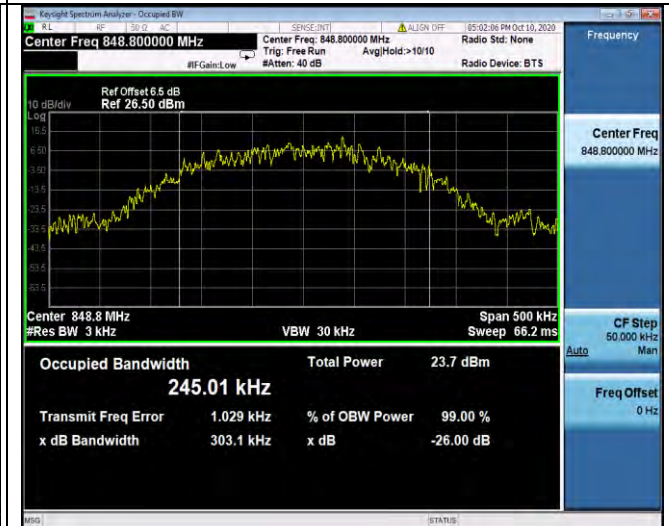 Keysight Spectrum Analyzer - Occupied BW
RL RF 50 Ω AC SENSE:INT ALIGN OFF 05:02:06 PM Oct 10, 2020
Center Freq 848.800000 MHz
Center Freq: 848.800000 MHz
Radio Std: None
Trig: Free Run Avg|Hold:>10/10
#IFGain:Low #Atten: 40 dB Radio Device: BTS
Frequency
Ref Offset 6.5 dB
10 dB/div Ref 26.50 dBm
Log
16.5
6.50
-3.50
-13.5
-23.5
-33.5
-43.5
-53.5
-63.5
Center Freq
848.800000 MHz
Center 848.8 MHz Span 500 kHz
#Res BW 3 kHz VBW 30 kHz Sweep 66.2 ms
CF Step
50.000 kHz
Auto Man
Occupied Bandwidth Total Power 23.7 dBm
245.01 kHz
Freq Offset
0 Hz
Transmit Freq Error 1.029 kHz % of OBW Power 99.00 %
x dB Bandwidth 303.1 kHz x dB -26.00 dB
MSG STATUS